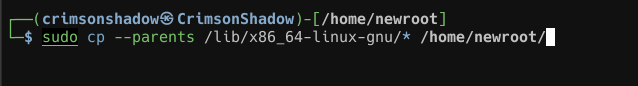 ┌──(crimsonshadow㉿CrimsonShadow)-[/home/newroot]
└─$ sudo cp --parents /lib/x86_64-linux-gnu/* /home/newroot/